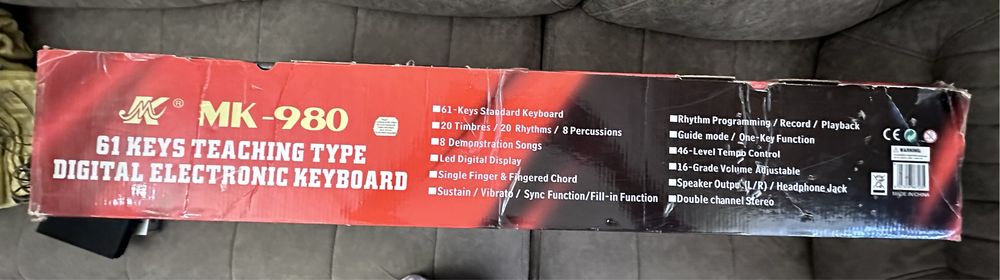 MK ® MK-980
61 KEYS TEACHING TYPE
DIGITAL ELECTRONIC KEYBOARD
61-Keys Standard Keyboard
20 Timbres / 20 Rhythms / 8 Percussions
8 Demonstration Songs
Led Digital Display
Single Finger & Fingered Chord
Sustain / Vibrato / Sync Function/Fill-in Function
Rhythm Programming / Record / Playback
Guide mode / One-Key Function
46-Level Tempo Control
16-Grade Volume Adjustable
Speaker Output (L/R) / Headphone Jack
Double channel Stereo
CE
WARNING:
MADE IN CHINA